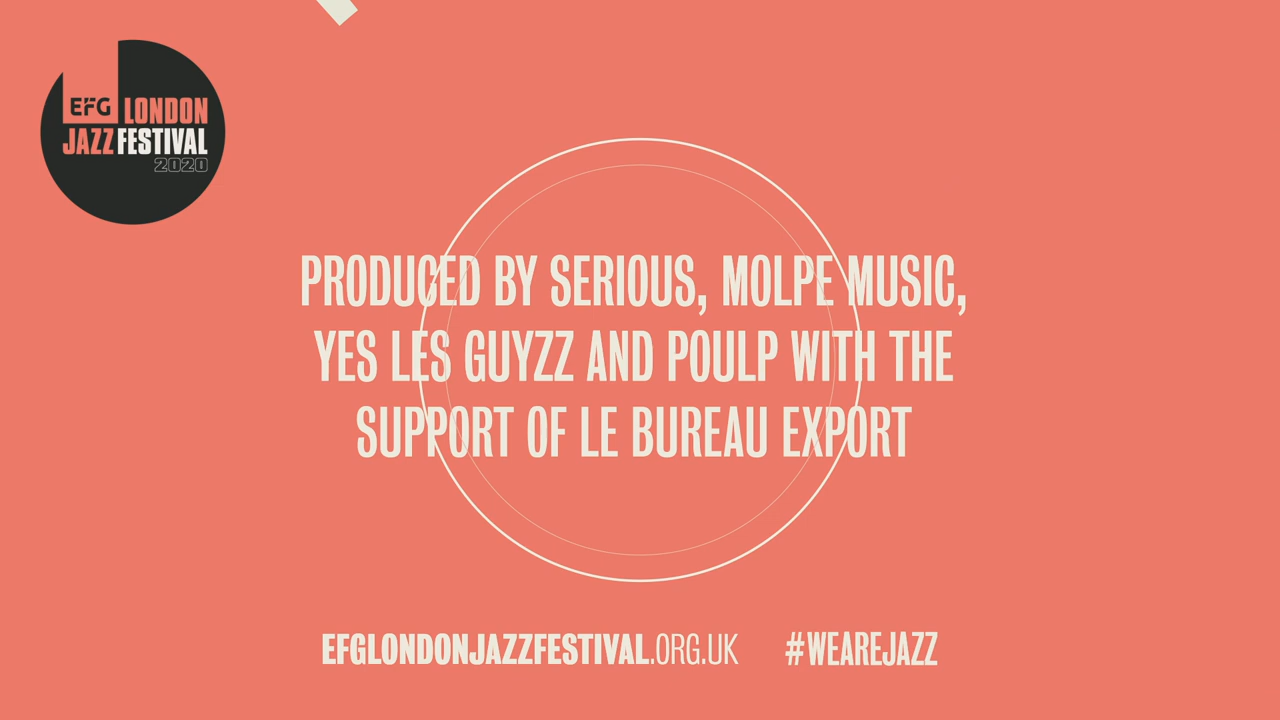 EFG LONDON
JAZZ FESTIVAL
2020
PRODUCED BY SERIOUS, MOLPE MUSIC,
YES LES GUYZZ AND POULP WITH THE
SUPPORT OF LE BUREAU EXPORT
EFGLONDONJAZZFESTIVAL.ORG.UK #WEAREJAZZ